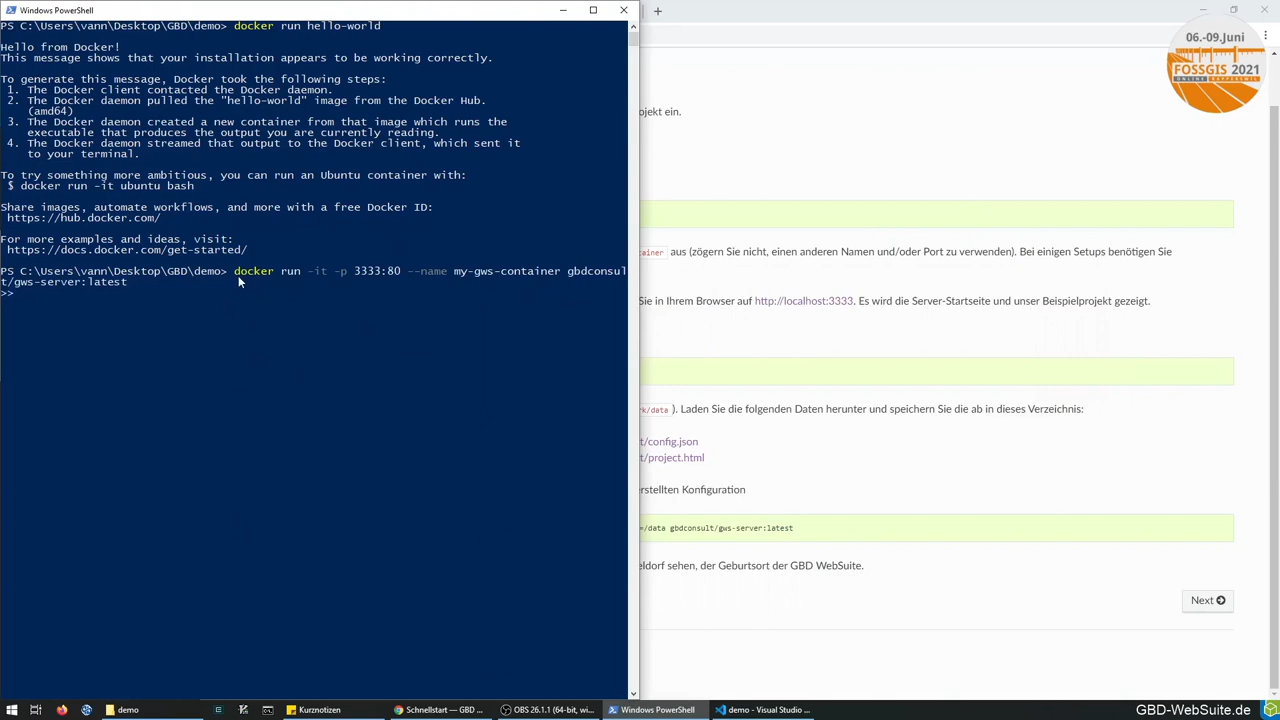 Windows PowerShell
PS C:\Users\vann\Desktop\GBD\demo> docker run hello-world
Hello from Docker!
This message shows that your installation appears to be working correctly.
To generate this message, Docker took the following steps:
1. The Docker client contacted the Docker daemon.
2. The Docker daemon pulled the "hello-world" image from the Docker Hub.
(amd64)
3. The Docker daemon created a new container from that image which runs the
executable that produces the output you are currently reading.
4. The Docker daemon streamed that output to the Docker client, which sent it
to your terminal.
To try something more ambitious, you can run an Ubuntu container with:
$ docker run -it ubuntu bash
Share images, automate workflows, and more with a free Docker ID:
https://hub.docker.com/
For more examples and ideas, visit:
https://docs.docker.com/get-started/
PS C:\Users\vann\Desktop\GBD\demo> docker run -it -p 3333:80 --name my-gws-container gbdconsul
t/gws-server:latest
>>
06.-09.Juni
FOSSGIS 2021
ONLINE RAPPERSWIL
ojekt ein.
tainer aus (zögern Sie nicht, einen anderen Namen und/oder Port zu verwenden). Bei einigen Setups benötigen Sie
Sie in Ihrem Browser auf http://localhost:3333. Es wird die Server-Startseite und unser Beispielprojekt gezeigt.
rk/data ). Laden Sie die folgenden Daten herunter und speichern Sie die ab in dieses Verzeichnis:
t/config.json
t/project.html
erstellten Konfiguration
=/data gbdconsult/gws-server:latest
eldorf sehen, der Geburtsort der GBD WebSuite.
Next
demo
Kurznotizen
Schnellstart — GBD ...
OBS 26.1.1 (64-bit, wi...
Windows PowerShell
demo - Visual Studio ...
GBD-WebSuite.de